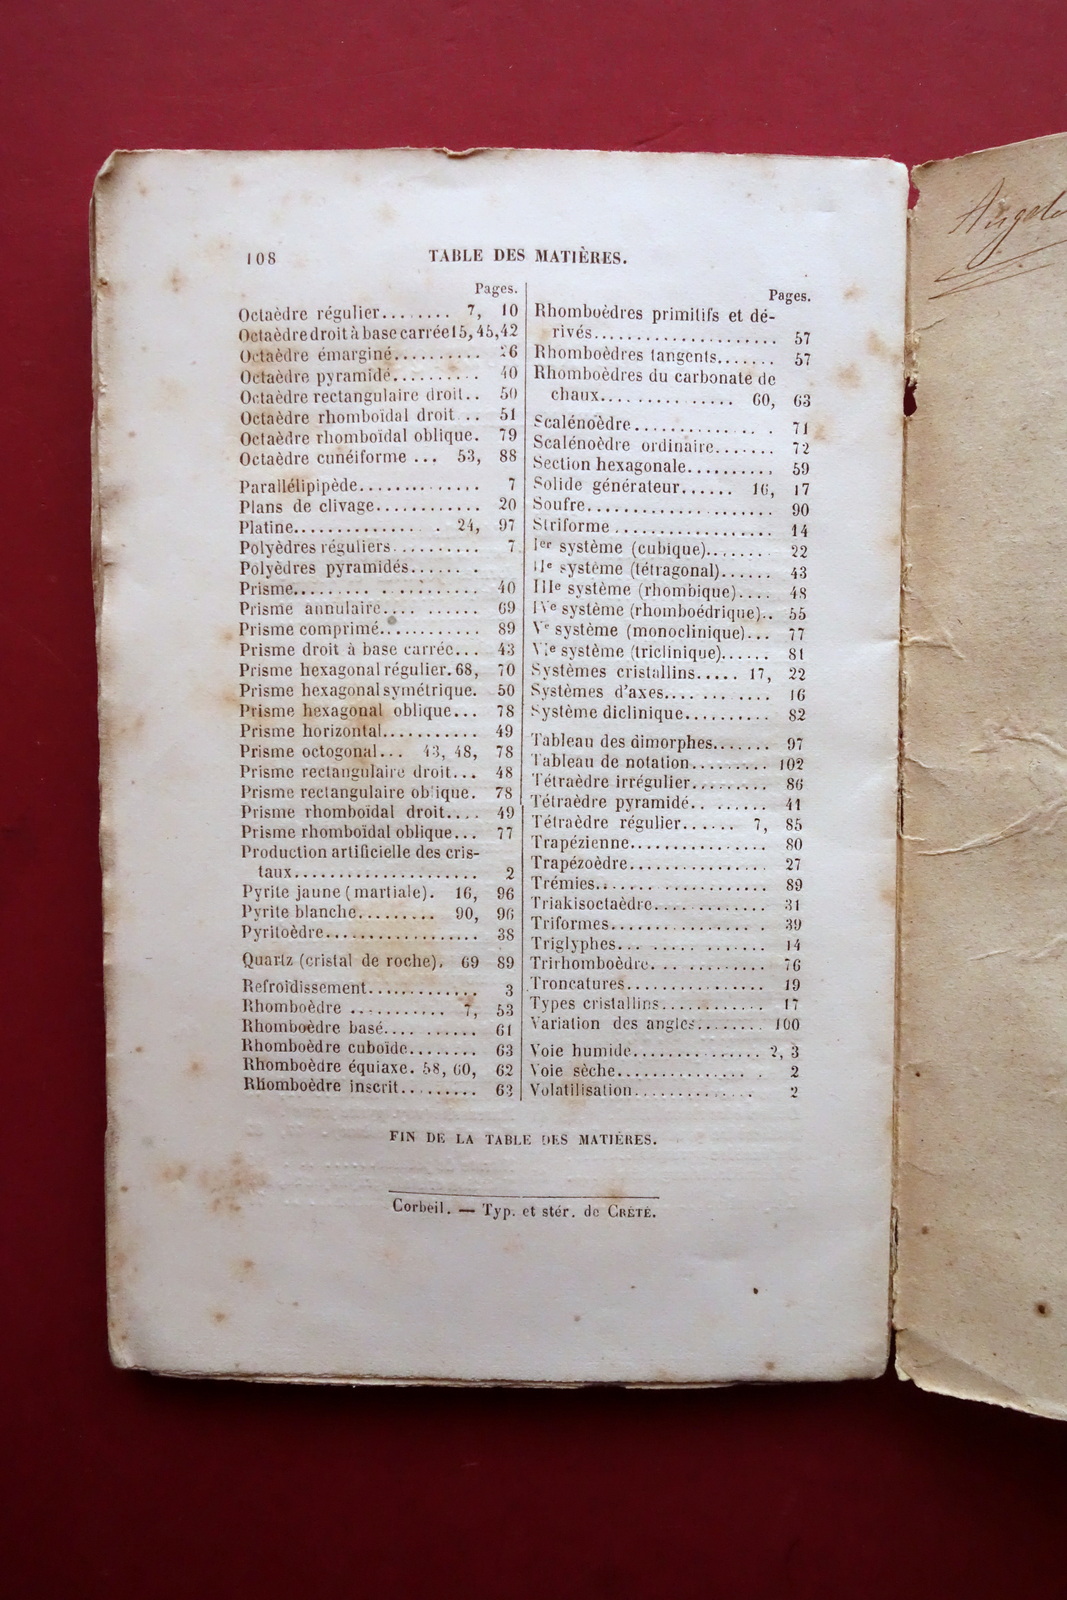 108 TABLE DES MATIÈRES.
Pages.
Octaèdre régulier........ 7, 10
Octaèdre droit à base carrée 15, 45, 42
Octaèdre émarginé.......... 26
Octaèdre pyramidé.......... 40
Octaèdre rectangulaire droit.. 50
Octaèdre rhomboïdal droit .. 51
Octaèdre rhomboïdal oblique. 79
Octaèdre cunéiforme ... 53, 88
Parallélipipède............. 7
Plans de clivage............ 20
Platine.............. . 24, 97
Polyèdres réguliers.......... 7
Polyèdres pyramidés....... .
Prisme..................... 40
Prisme annulaire.... ...... 69
Prisme comprimé............ 89
Prisme droit à base carrée... 43
Prisme hexagonal régulier. 68, 70
Prisme hexagonal symétrique. 50
Prisme hexagonal oblique... 78
Prisme horizontal........... 49
Prisme octogonal... 43, 48, 78
Prisme rectangulaire droit... 48
Prisme rectangulaire oblique. 78
Prisme rhomboïdal droit.... 49
Prisme rhomboïdal oblique... 77
Production artificielle des cris-
taux..................... 2
Pyrite jaune (martiale). 16, 96
Pyrite blanche......... 90, 96
Pyritoèdre.................. 38
Quartz (cristal de roche). 69 89
Refroidissement............. 3
Rhomboèdre ........... 7, 53
Rhomboèdre basé.... ....... 61
Rhomboèdre cuboïde........ 63
Rhomboèdre équiaxe. 58, 60, 62
Rhomboèdre inscrit......... 63
Pages.
Rhomboèdres primitifs et dé-
rivés...................... 57
Rhomboèdres tangents....... 57
Rhomboèdres du carbonate de
chaux.............. 60, 63
Scalénoèdre............... . 71
Scalénoèdre ordinaire....... 72
Section hexagonale.......... 59
Solide générateur...... 16, 17
Soufre..................... 90
Striforme .................. 14
Ier système (cubique)....... 22
IIe système (tétragonal)...... 43
IIIe système (rhombique).... 48
IVe système (rhomboédrique).. 55
Ve système (monoclinique)... 77
VIe système (triclinique)...... 81
Systèmes cristallins..... 17, 22
Systèmes d'axes.... ........ 16
Système diclinique.......... 82
Tableau des dimorphes....... 97
Tableau de notation......... 102
Tétraèdre irrégulier......... 86
Tétraèdre pyramidé.. ....... 41
Tétraèdre régulier...... 7, 85
Trapézienne................ 80
Trapézoèdre................ 27
Trémies.................... 89
Triakisoctaèdre............. 31
Triformes................ . 39
Triglyphes... ............. 14
Trirhomboèdre. ............ 76
Troncatures................ 19
Types cristallins............ 17
Variation des angles........ 100
Voie humide............... 2, 3
Voie sèche............... . 2
Volatilisation............. 2
FIN DE LA TABLE DES MATIÈRES.
Corbeil. — Typ. et stér. de CRÉTÉ.